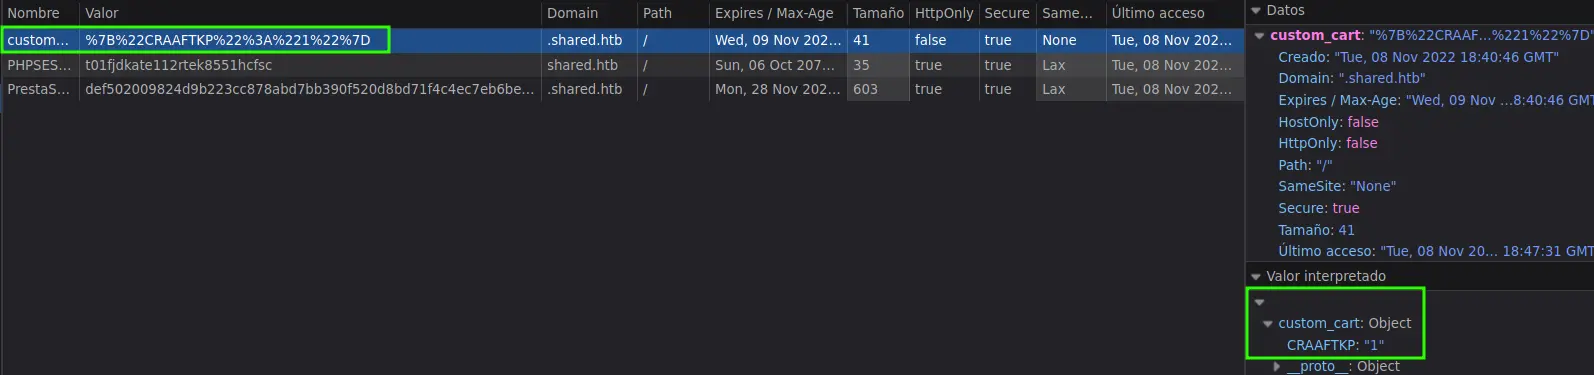 Nombre Valor Domain Path Expires / Max-Age Tamaño HttpOnly Secure Same... Último acceso
custom... %7B%22CRAAFTKP%22%3A%221%22%7D .shared.htb / Wed, 09 Nov 202... 41 false true None Tue, 08 Nov 202...
PHPSES... t01fjdkate112rtek8551hcfsc shared.htb / Sun, 06 Oct 207... 35 true true Lax Tue, 08 Nov 202...
PrestaS... def502009824d9b223cc878abd7bb390f520d8bd71f4c4ec7eb6be... .shared.htb / Mon, 28 Nov 202... 603 true true Lax Tue, 08 Nov 202...
Datos
custom_cart: "%7B%22CRAAF...%221%22%7D"
Creado: "Tue, 08 Nov 2022 18:40:46 GMT"
Domain: ".shared.htb"
Expires / Max-Age: "Wed, 09 Nov ...8:40:46 GMT
HostOnly: false
HttpOnly: false
Path: "/"
SameSite: "None"
Secure: true
Tamaño: 41
Último acceso: "Tue, 08 Nov 20... 18:47:31 GMT
Valor interpretado
custom_cart: Object
CRAAFTKP: "1"
__proto__: Object